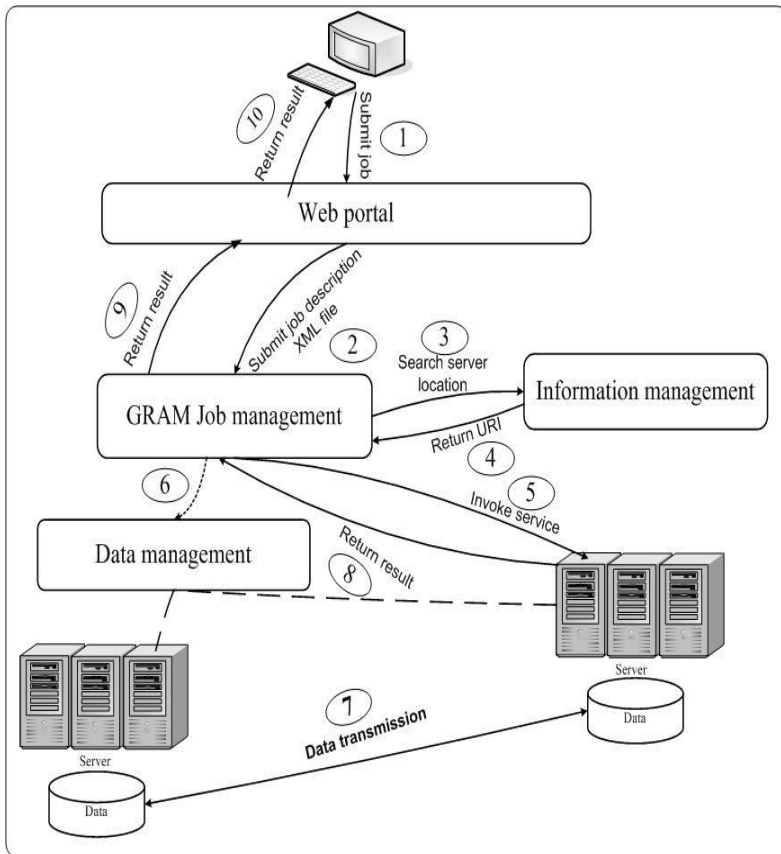 10
Return result
Submit job
1
Web portal
9
Return result
Submit job description
XML file
2
3
Search server
location
GRAM Job management
Information management
Return URI
4
5
Invoke service
6
Data management
Return result
8
Server
Data
7
Data transmission
Server
Data